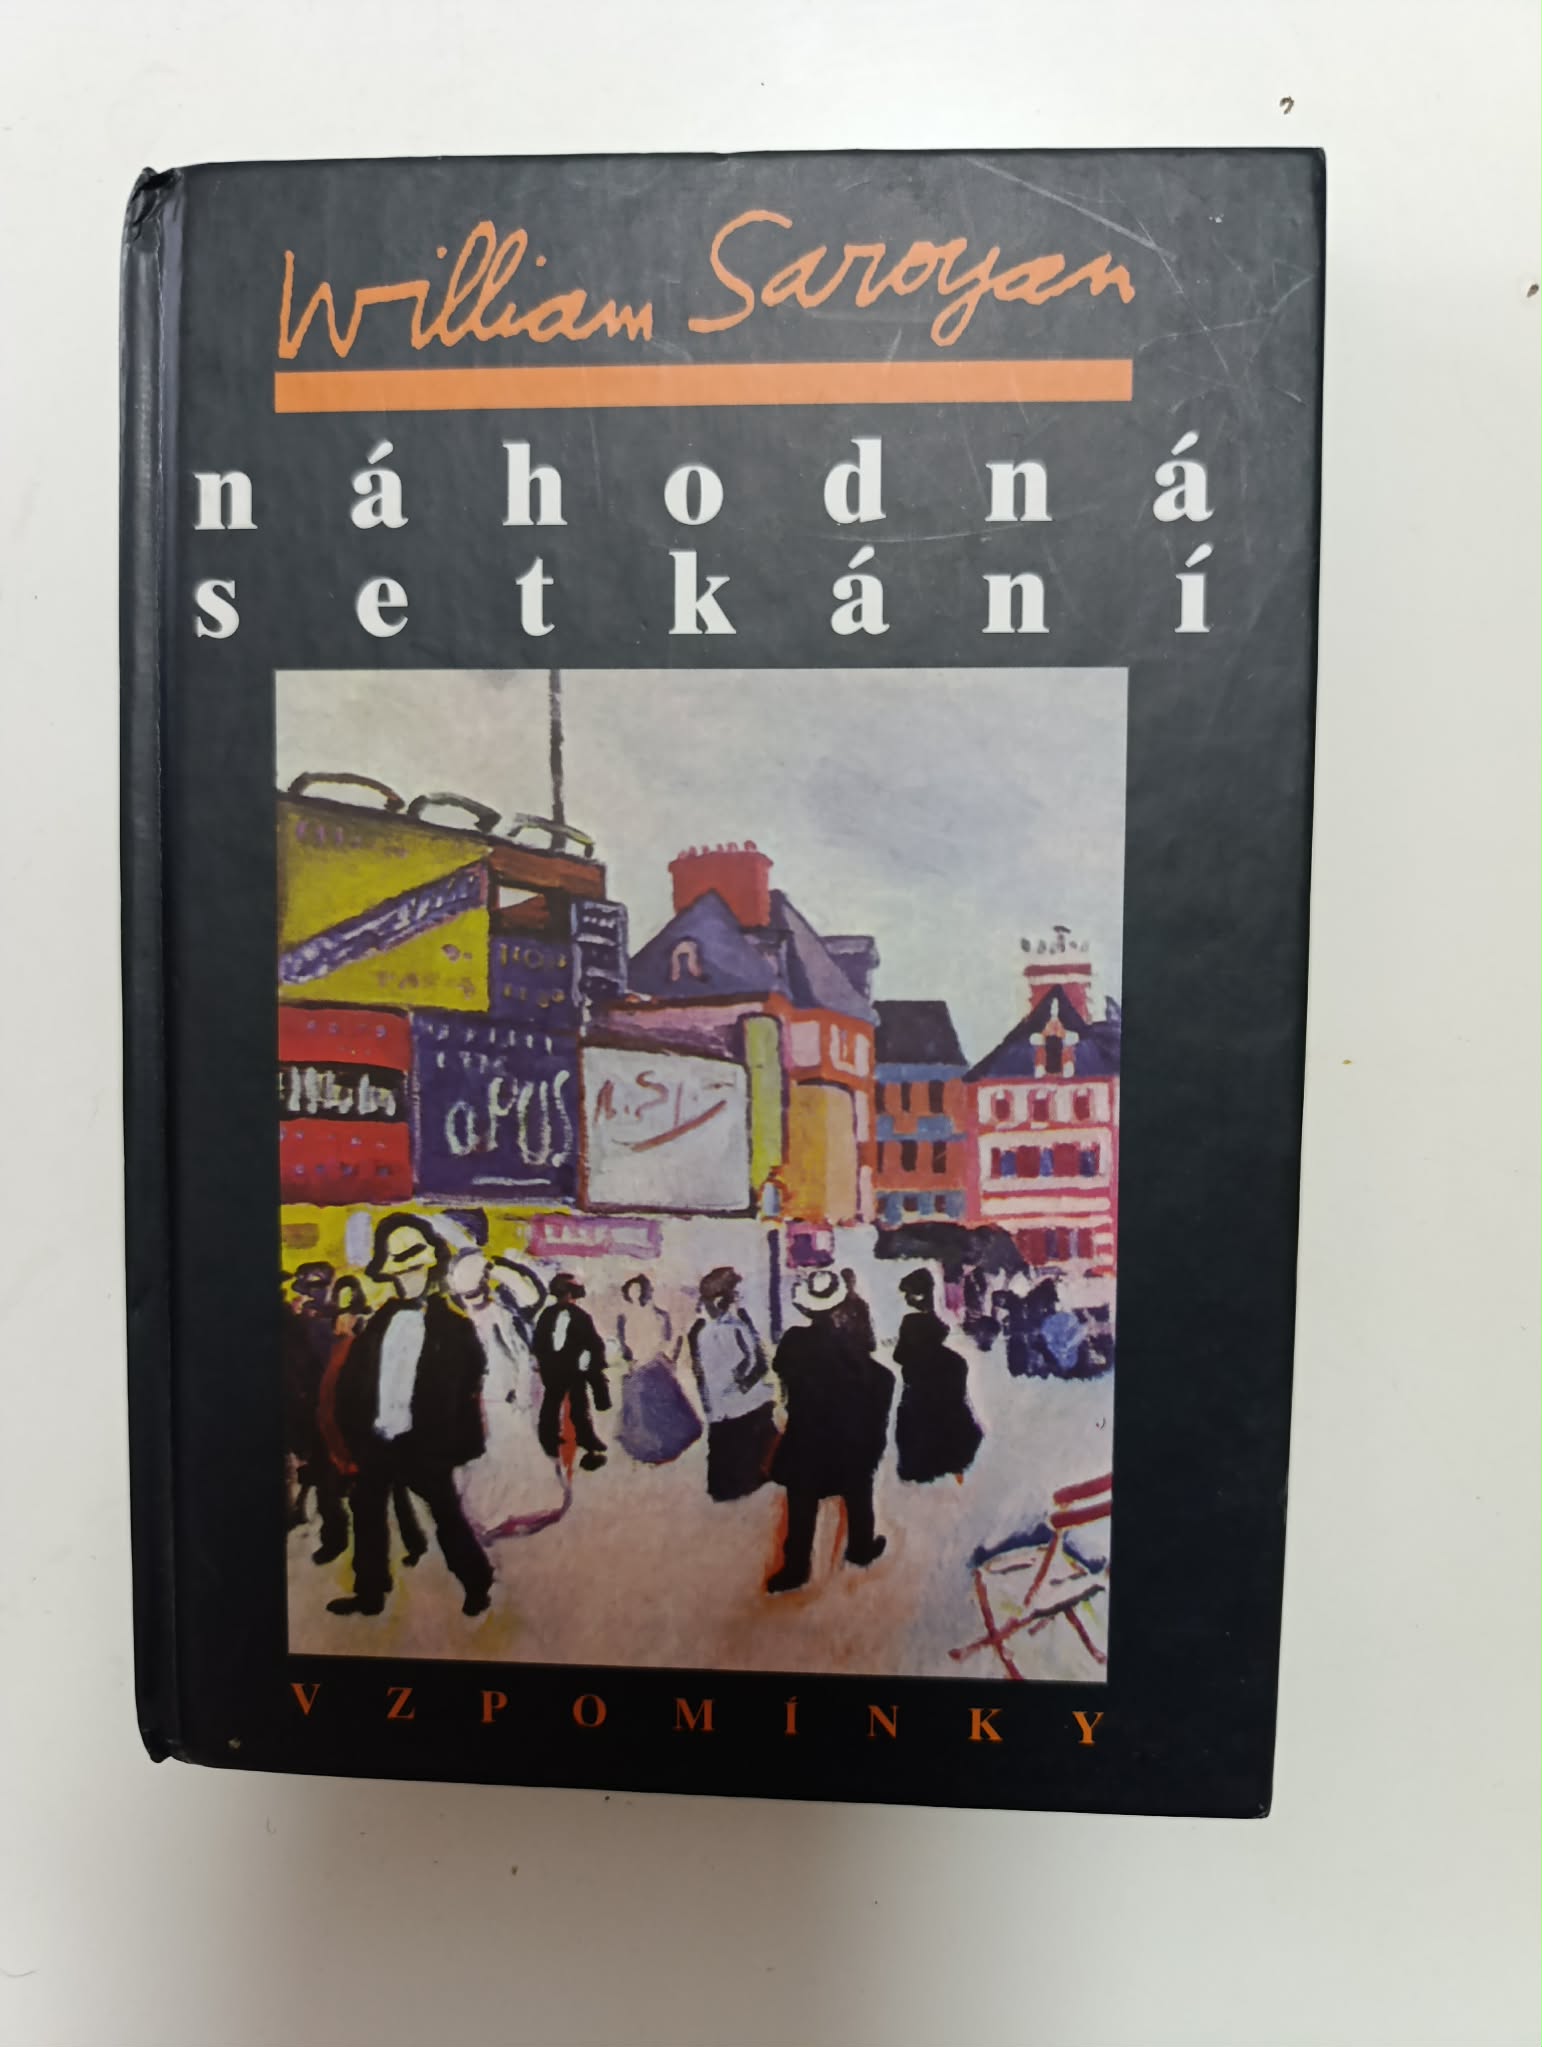 William Saroyan
náhodná
setkání
VZPOMÍNKY